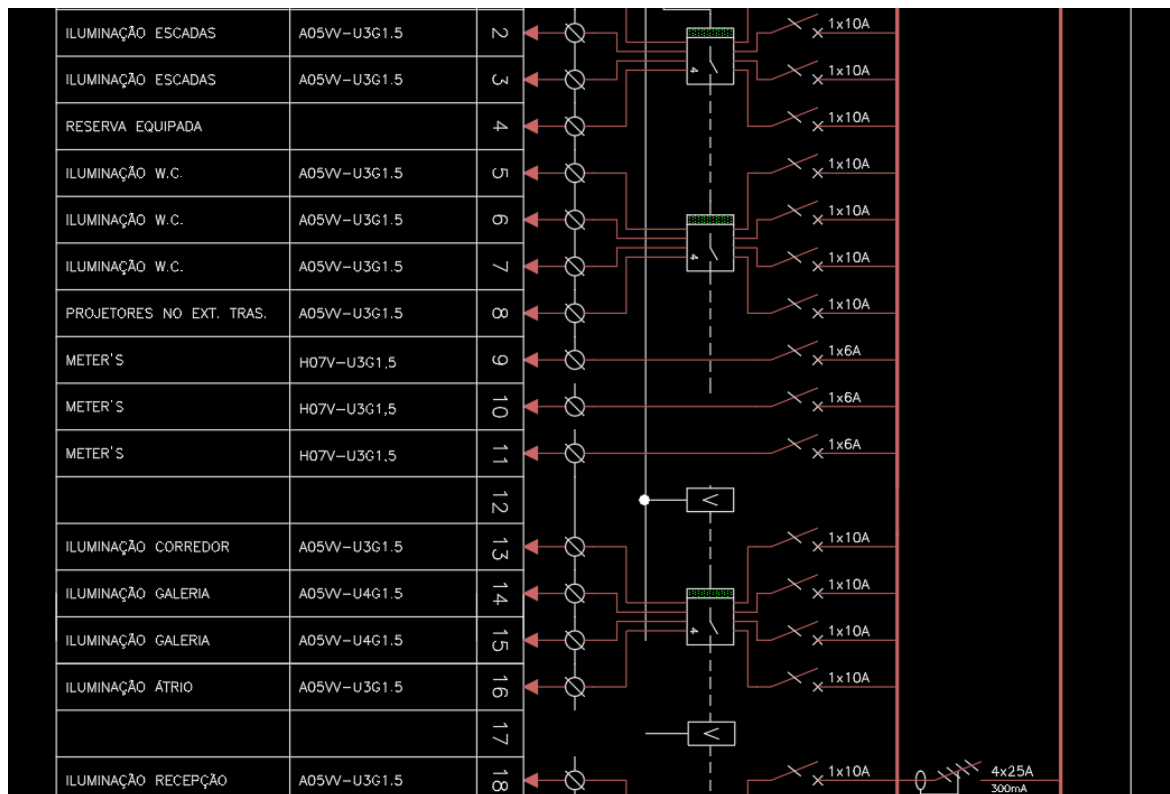 ILUMINAÇÃO ESCADAS A05VV-U3G1.5 2 1x10A
ILUMINAÇÃO ESCADAS A05VV-U3G1.5 3 4 1x10A
RESERVA EQUIPADA 4 1x10A
ILUMINAÇÃO W.C. A05VV-U3G1.5 5 1x10A
ILUMINAÇÃO W.C. A05VV-U3G1.5 6 1x10A
ILUMINAÇÃO W.C. A05VV-U3G1.5 7 4 1x10A
PROJETORES NO EXT. TRAS. A05VV-U3G1.5 8 1x10A
METER'S H07V-U3G1,5 9 1x6A
METER'S H07V-U3G1,5 10 1x6A
METER'S H07V-U3G1,5 11 1x6A
12 <
ILUMINAÇÃO CORREDOR A05VV-U3G1.5 13 1x10A
ILUMINAÇÃO GALERIA A05VV-U4G1.5 14 1x10A
ILUMINAÇÃO GALERIA A05VV-U4G1.5 15 4 1x10A
ILUMINAÇÃO ÁTRIO A05VV-U3G1.5 16 1x10A
17 <
ILUMINAÇÃO RECEPÇÃO A05VV-U3G1.5 18 1x10A 4x25A
300mA